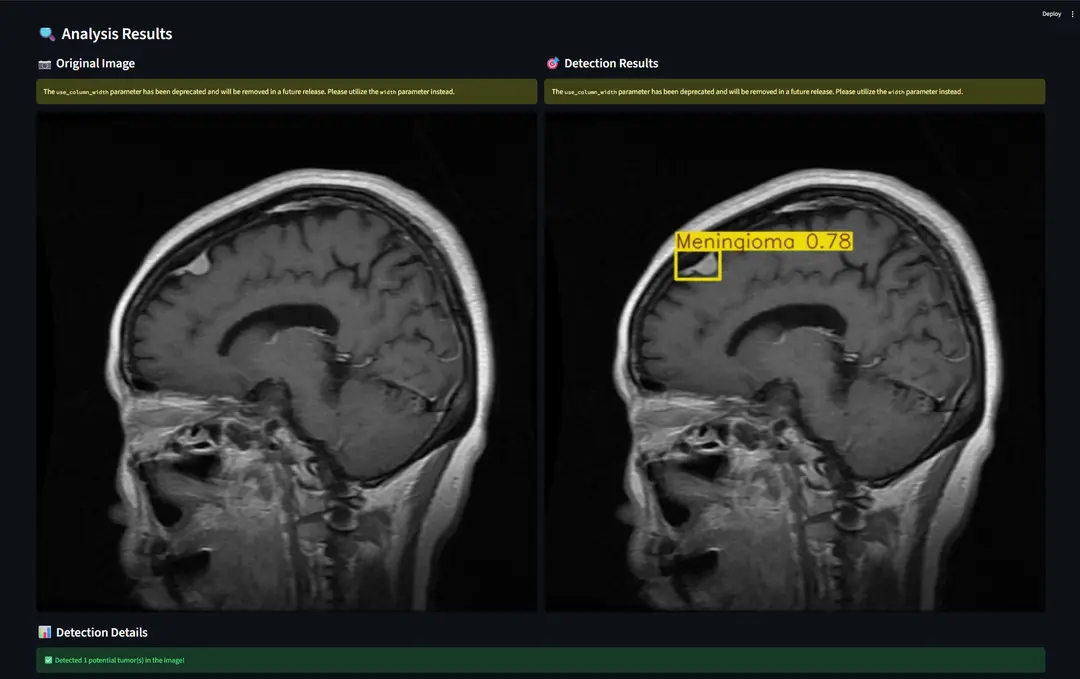 Deploy
Analysis Results
Original Image
Detection Results
The use_column_width parameter has been deprecated and will be removed in a future release. Please utilize the width parameter instead.
The use_column_width parameter has been deprecated and will be removed in a future release. Please utilize the width parameter instead.
Meningioma 0.78
Detection Details
Detected 1 potential tumor(s) in the image!